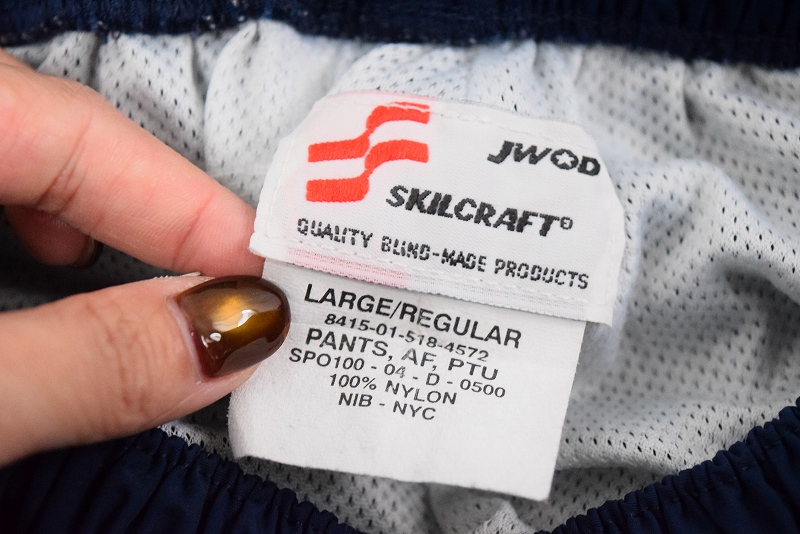 JWOD
SKILCRAFT®
QUALITY BLIND-MADE PRODUCTS
LARGE/REGULAR
8415-01-518-4572
PANTS, AF, PTU
SPO100 - 04 - D - 0500
100% NYLON
NIB - NYC